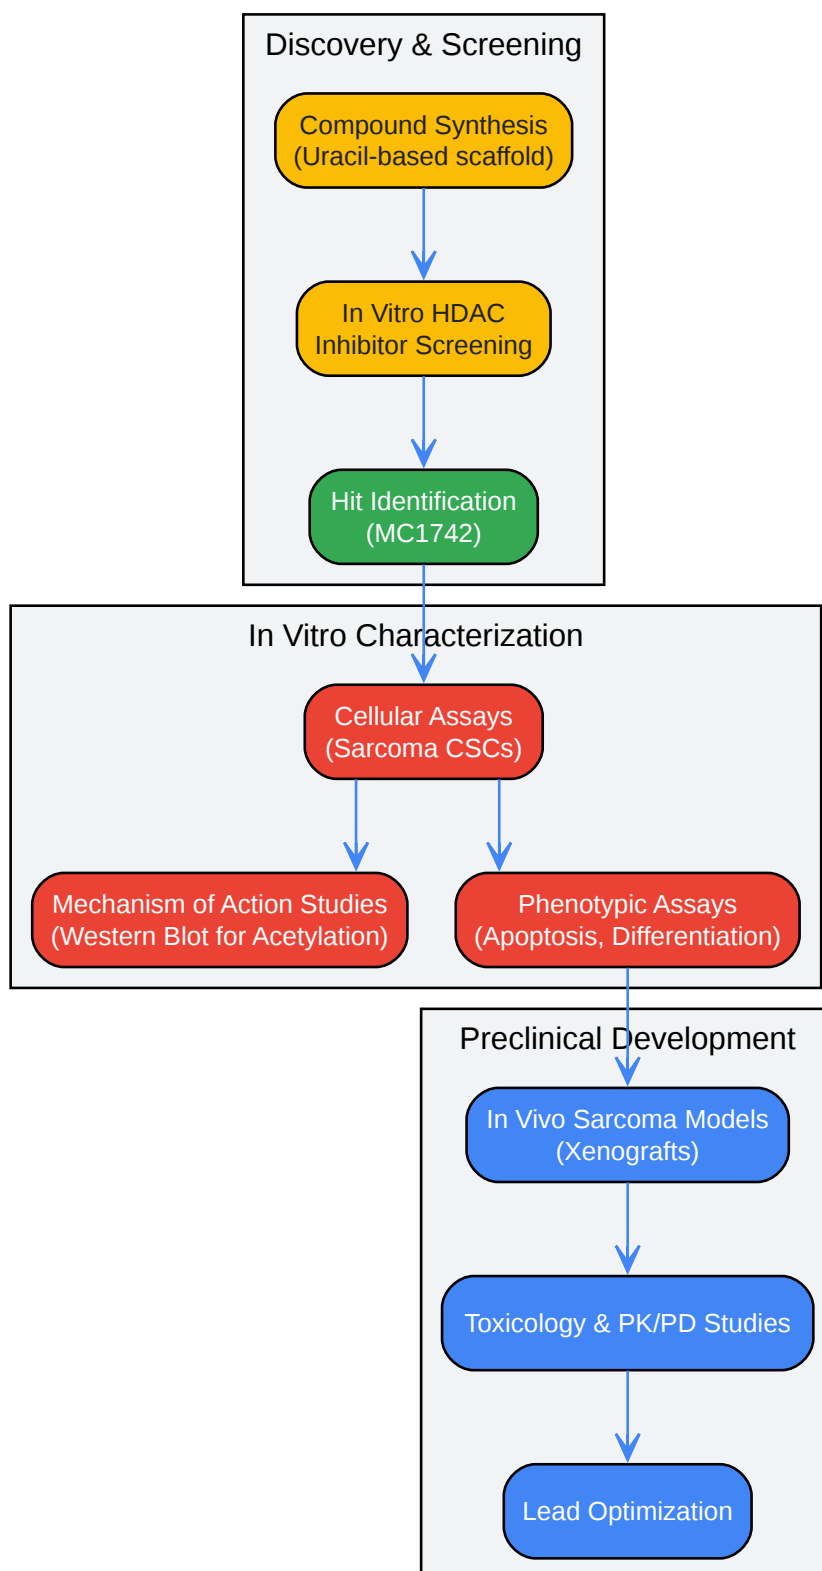 Discovery & Screening
Compound Synthesis
(Uracil-based scaffold)
In Vitro HDAC
Inhibitor Screening
Hit Identification
(MC1742)
In Vitro Characterization
Cellular Assays
(Sarcoma CSCs)
Mechanism of Action Studies
(Western Blot for Acetylation)
Phenotypic Assays
(Apoptosis, Differentiation)
Preclinical Development
In Vivo Sarcoma Models
(Xenografts)
Toxicology & PK/PD Studies
Lead Optimization